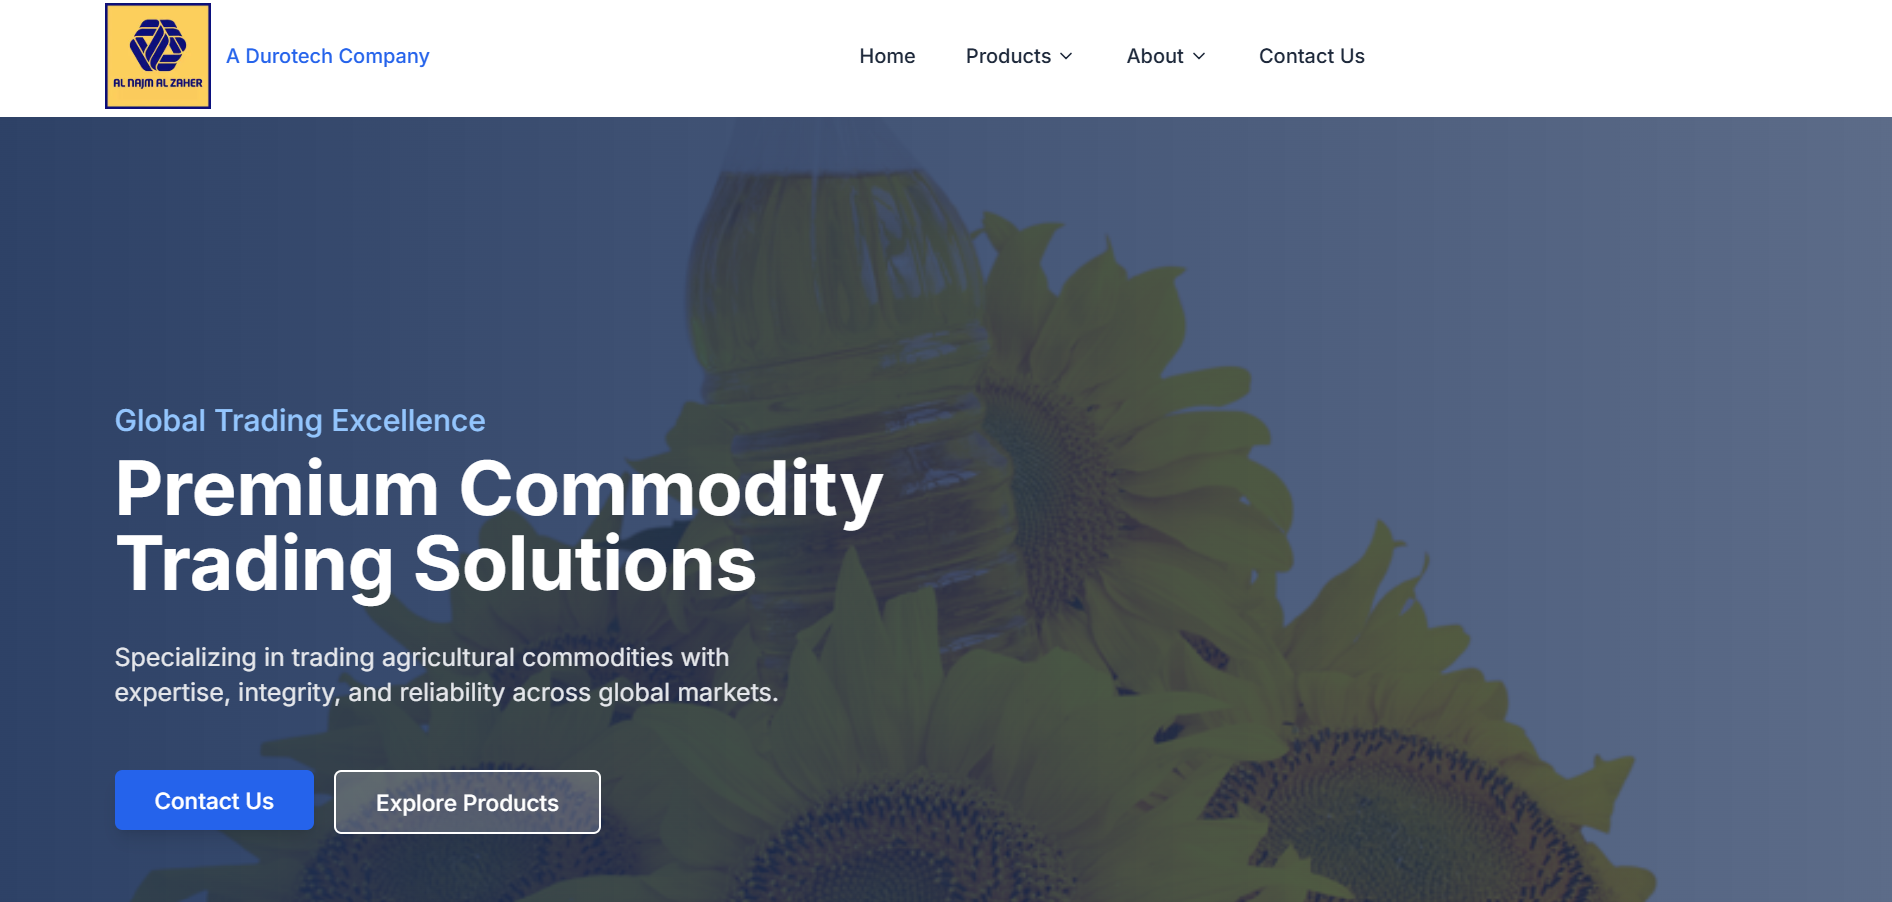 AL NAJM AL ZAHER
A Durotech Company
Home
Products
About
Contact Us
Global Trading Excellence
Premium Commodity
Trading Solutions
Specializing in trading agricultural commodities with
expertise, integrity, and reliability across global markets.
Contact Us
Explore Products